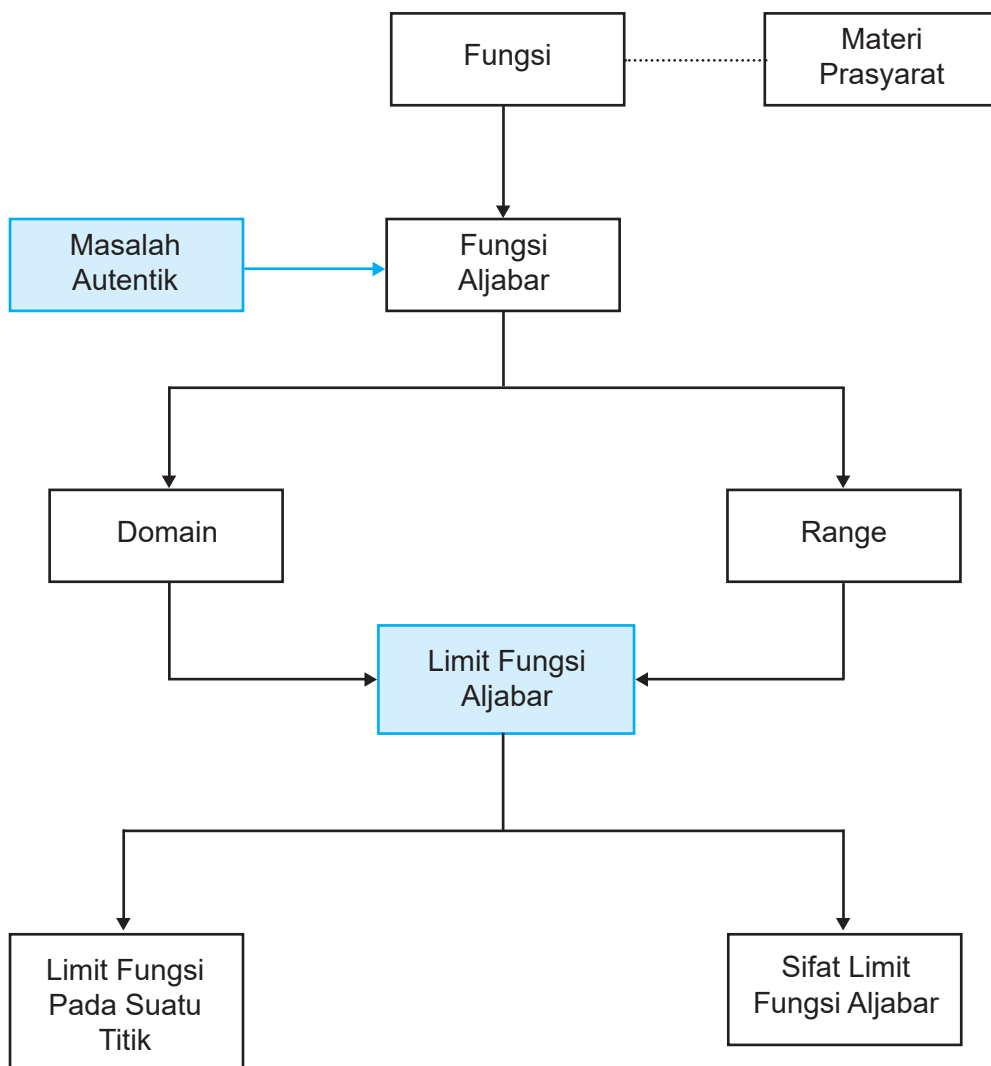 Fungsi
Materi
Prasyarat
Masalah
Autentik
Fungsi
Aljabar
Domain
Range
Limit Fungsi
Aljabar
Limit Fungsi
Pada Suatu
Titik
Sifat Limit
Fungsi Aljabar